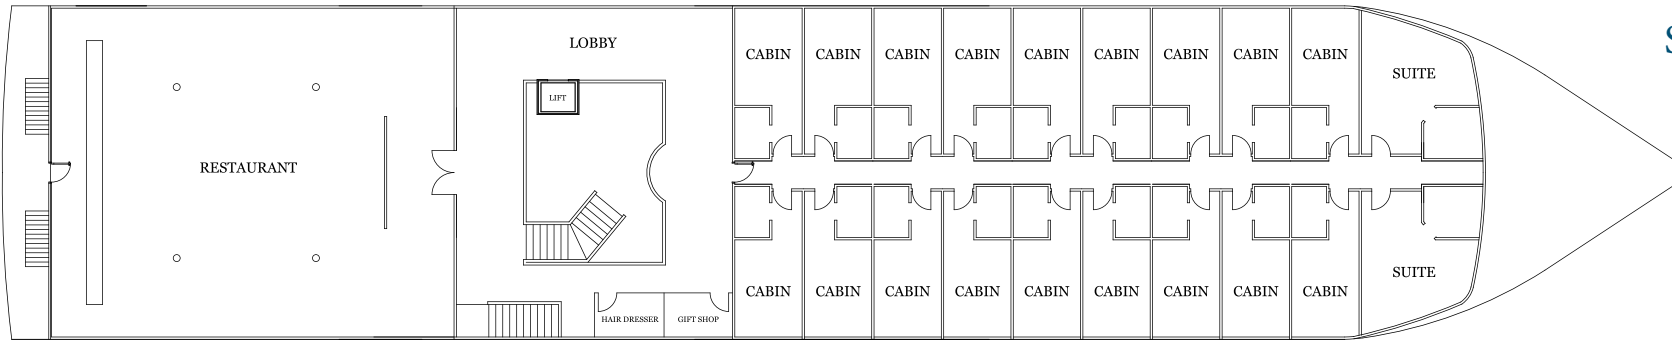 LOBBY
CABIN CABIN CABIN CABIN CABIN CABIN CABIN CABIN CABIN
S
SUITE
LIFT
RESTAURANT
SUITE
CABIN CABIN CABIN CABIN CABIN CABIN CABIN CABIN CABIN
HAIR DRESSER GIFT SHOP